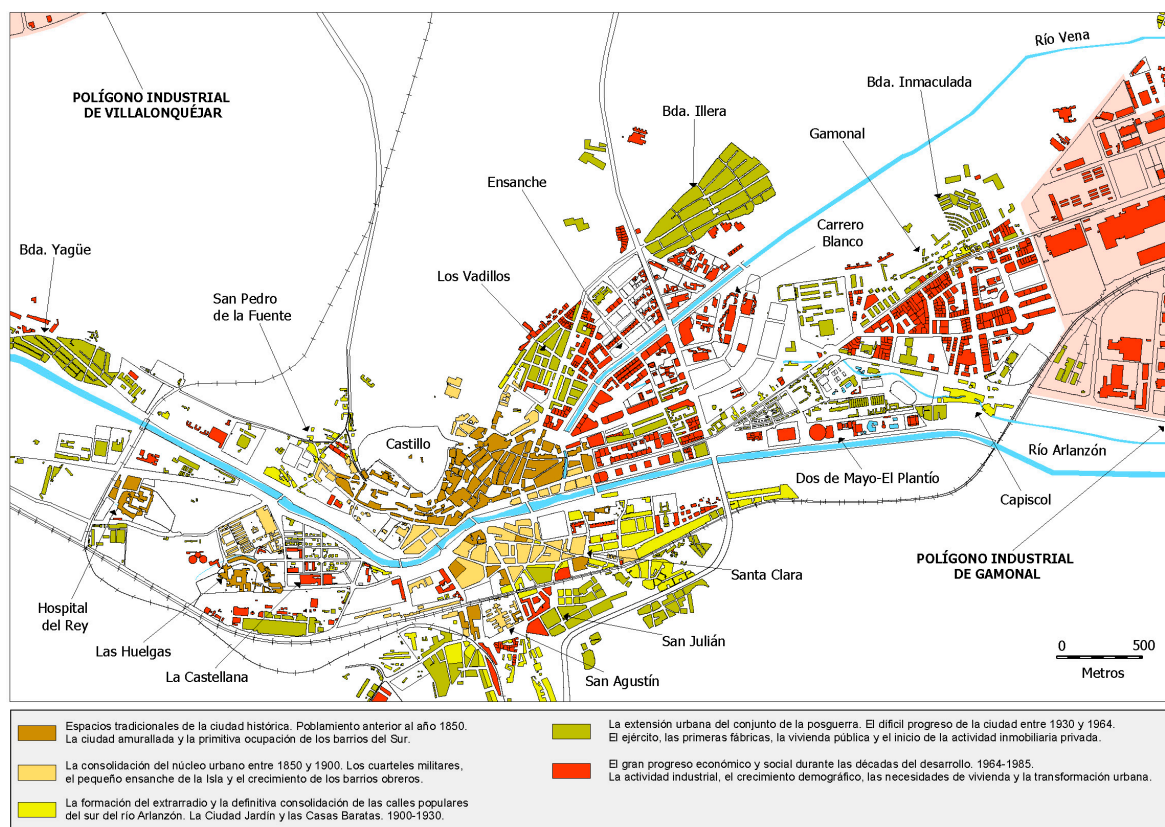 Río Vena
POLÍGONO INDUSTRIAL
DE VILLALONQUÉJAR
Bda. Inmaculada
Bda. Illera
Gamonal
Ensanche
Carrero
Blanco
Bda. Yagüe
Los Vadillos
San Pedro
de la Fuente
Castillo
Río Arlanzón
Dos de Mayo-El Plantío
Capiscol
POLÍGONO INDUSTRIAL
DE GAMONAL
Santa Clara
Hospital
del Rey
San Julián
Las Huelgas
La Castellana
San Agustín
0 500
Metros
Espacios tradicionales de la ciudad histórica. Poblamiento anterior al año 1850.
La ciudad amurallada y la primitiva ocupación de los barrios del Sur.
La consolidación del núcleo urbano entre 1850 y 1900. Los cuarteles militares,
el pequeño ensanche de la Isla y el crecimiento de los barrios obreros.
La formación del extrarradio y la definitiva consolidación de las calles populares
del sur del río Arlanzón. La Ciudad Jardín y las Casas Baratas. 1900-1930.
La extensión urbana del conjunto de la posguerra. El difícil progreso de la ciudad entre 1930 y 1964.
El ejército, las primeras fábricas, la vivienda pública y el inicio de la actividad inmobiliaria privada.
El gran progreso económico y social durante las décadas del desarrollo. 1964-1985.
La actividad industrial, el crecimiento demográfico, las necesidades de vivienda y la transformación urbana.